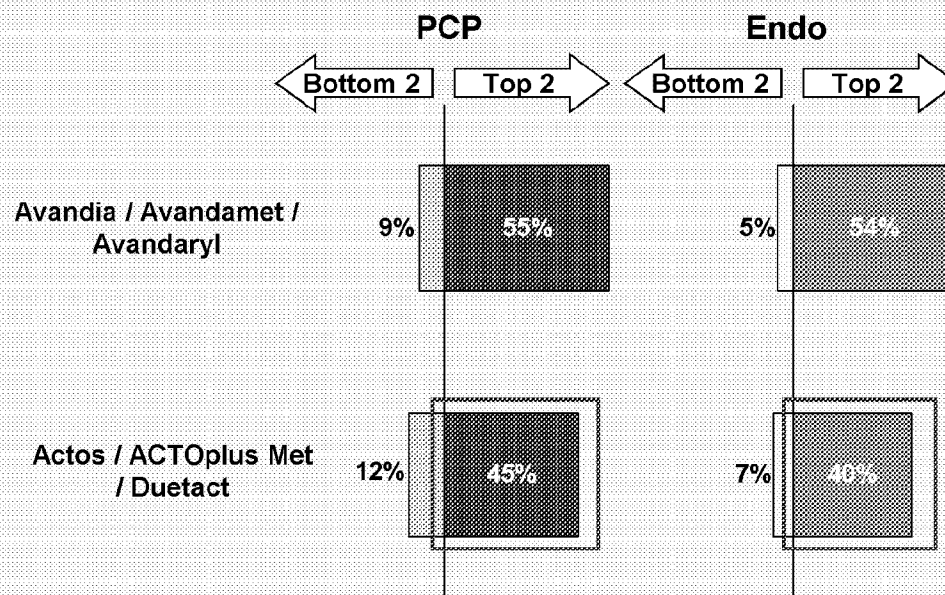 PCP Endo
Bottom 2 Top 2 Bottom 2 Top 2
Avandia / Avandamet /
Avandaryl
9% 55% 5% 54%
Actos / ACTOplus Met
/ Duetact
12% 45% 7% 40%